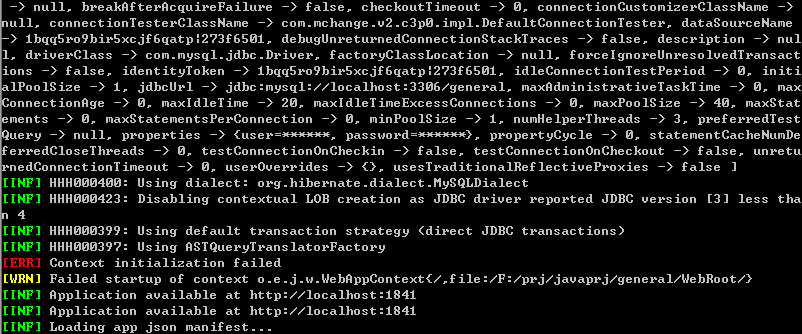 -> null, breakAfterAcquireFailure -> false, checkoutTimeout -> 0, connectionCustomizerClassName ->
null, connectionTesterClassName -> com.mchange.v2.c3p0.impl.DefaultConnectionTester, dataSourceName
-> 1bqq5ro9bir5xcjf6qatp|273f6501, debugUnreturnedConnectionStackTraces -> false, description -> nul
l, driverClass -> com.mysql.jdbc.Driver, factoryClassLocation -> null, forceIgnoreUnresolvedTransact
ions -> false, identityToken -> 1bqq5ro9bir5xcjf6qatp|273f6501, idleConnectionTestPeriod -> 0, initi
alPoolSize -> 1, jdbcUrl -> jdbc:mysql://localhost:3306/general, maxAdministrativeTaskTime -> 0, max
ConnectionAge -> 0, maxIdleTime -> 20, maxIdleTimeExcessConnections -> 0, maxPoolSize -> 40, maxStat
ements -> 0, maxStatementsPerConnection -> 0, minPoolSize -> 1, numHelperThreads -> 3, preferredTest
Query -> null, properties -> {user=******, password=******}, propertyCycle -> 0, statementCacheNumDe
ferredCloseThreads -> 0, testConnectionOnCheckin -> false, testConnectionOnCheckout -> false, unretu
rnedConnectionTimeout -> 0, userOverrides -> {}, usesTraditionalReflectiveProxies -> false ]
[INF] HHH000400: Using dialect: org.hibernate.dialect.MySQLDialect
[INF] HHH000423: Disabling contextual LOB creation as JDBC driver reported JDBC version [3] less tha
n 4
[INF] HHH000399: Using default transaction strategy (direct JDBC transactions)
[INF] HHH000397: Using ASTQueryTranslatorFactory
[ERR] Context initialization failed
[WRN] Failed startup of context o.e.j.w.WebAppContext{/,file:/F:/prj/javaprj/general/WebRoot/}
[INF] Application available at http://localhost:1841
[INF] Application available at http://localhost:1841
[INF] Loading app json manifest...